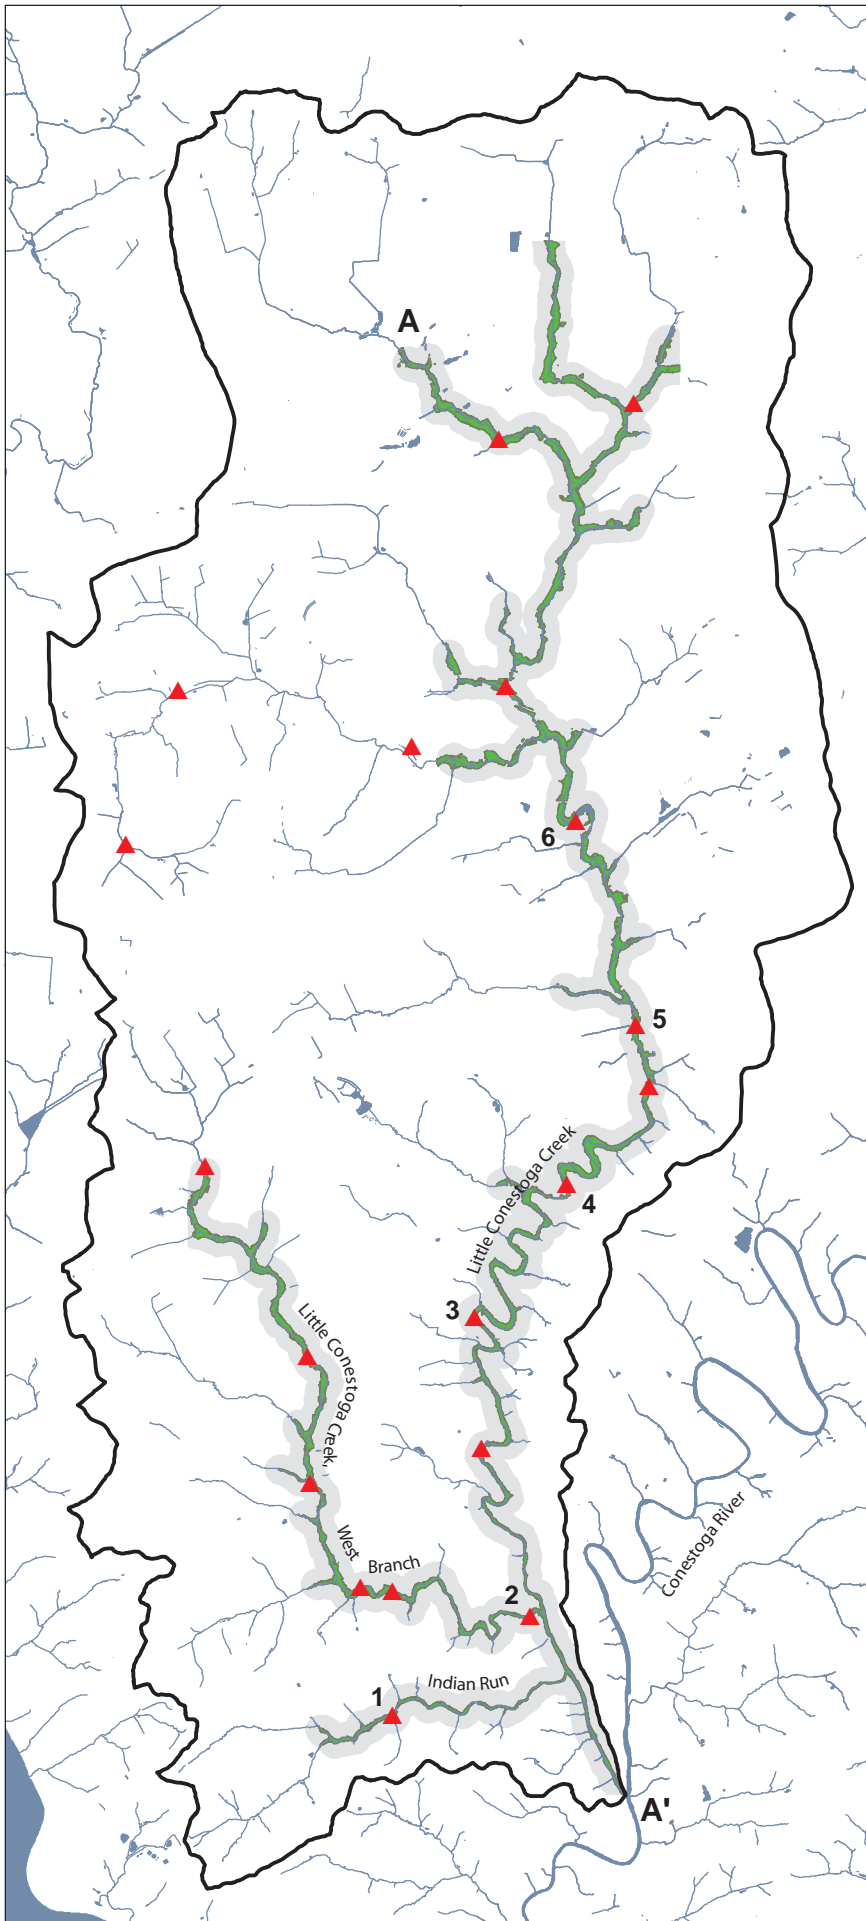 A
6
5
Little Conestoga Creek
4
3
Little Conestoga Creek,
West
Branch
Conestoga River
2
Indian Run
1
A'